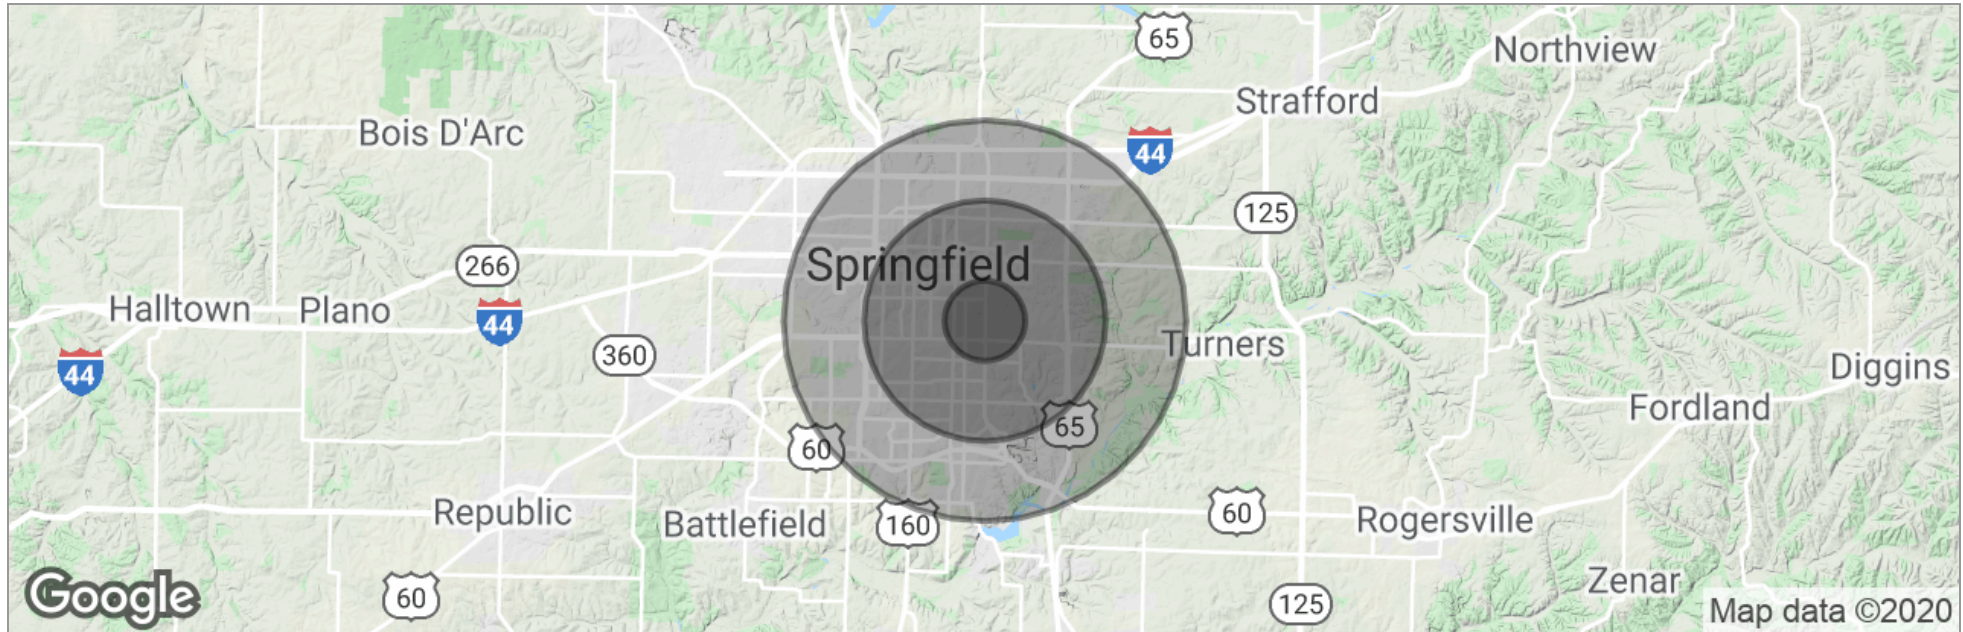 65
Northview
Strafford
Bois D'Arc
44
125
Springfield
266
Halltown
Plano
44
360
Turners
44
Diggins
Fordland
65
60
Republic
Battlefield
160
60
Rogersville
Zenar
Google
60
125
Map data ©2020